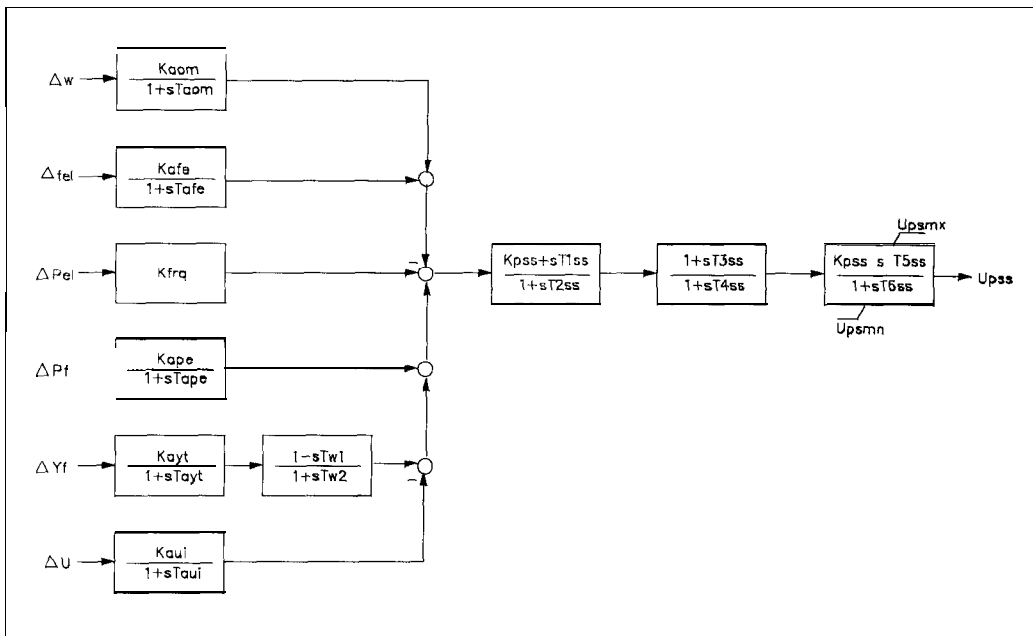 Δw
Kaom
1+sTaom
Δfel
Kafe
1+sTafe
ΔPel
Kfrq
–
Kpss+sT1ss
1+sT2ss
1+sT3ss
1+sT4ss
Upsmx
Kpss s T5ss
1+sT6ss
Upsmn
Upss
ΔPf
Kape
1+sTape
ΔYf
Kayt
1+sTayt
1-sTw1
1+sTw2
–
ΔU
Kaui
1+sTaui